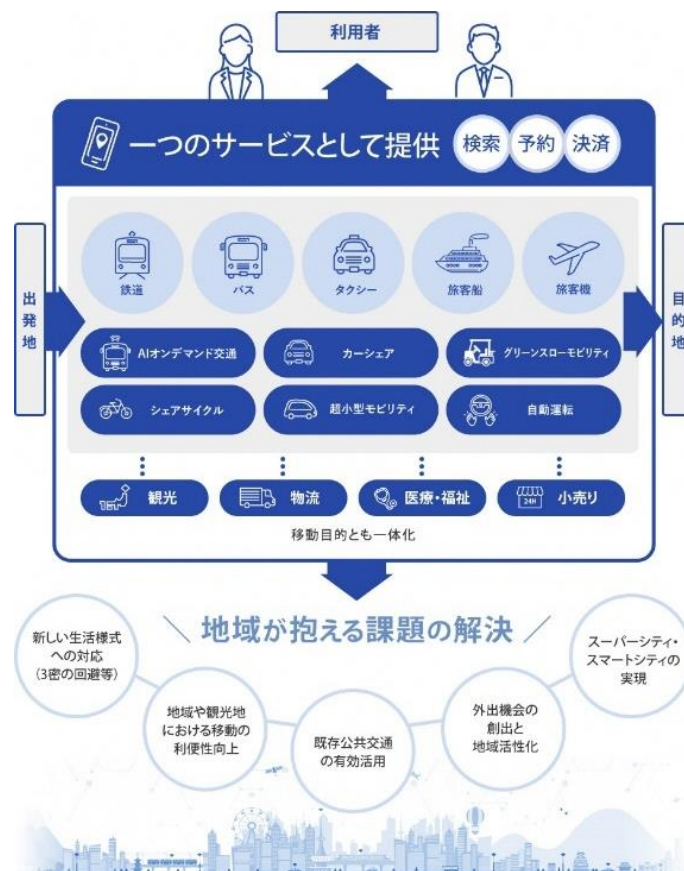 利用者
一つのサービスとして提供
検索
予約
決済
出発地
目的地
鉄道
バス
タクシー
旅客船
旅客機
AIオンデマンド交通
カーシェア
グリーンスローモビリティ
シェアサイクル
超小型モビリティ
自動運転
観光
物流
24H
医療・福祉
小売り
移動目的とも一体化
地域が抱える課題の解決
新しい生活様式
への対応
(3密の回避等)
地域や観光地
における移動の
利便性向上
既存公共交通
の有効活用
外出機会の
創出と
地域活性化
スーパーシティ・
スマートシティの
実現